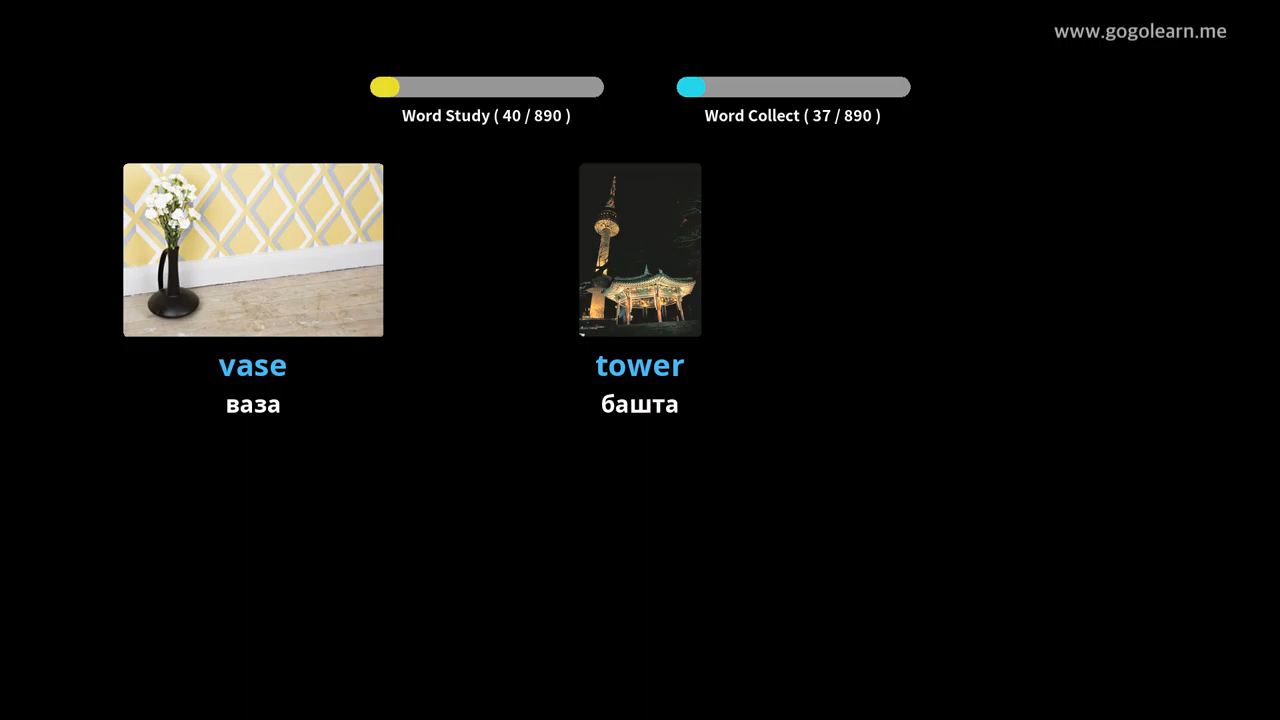 www.gogolearn.me
Word Study ( 40 / 890 )
Word Collect ( 37 / 890 )
vase
ваза
tower
башта